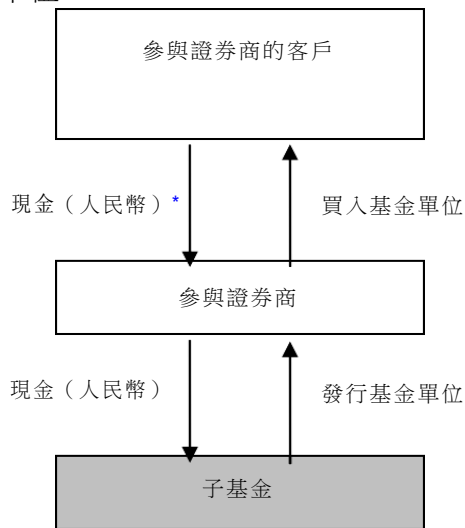 參與證券商的客戶
現金（人民幣）* 買入基金單位
參與證券商
現金（人民幣） 發行基金單位
子基金